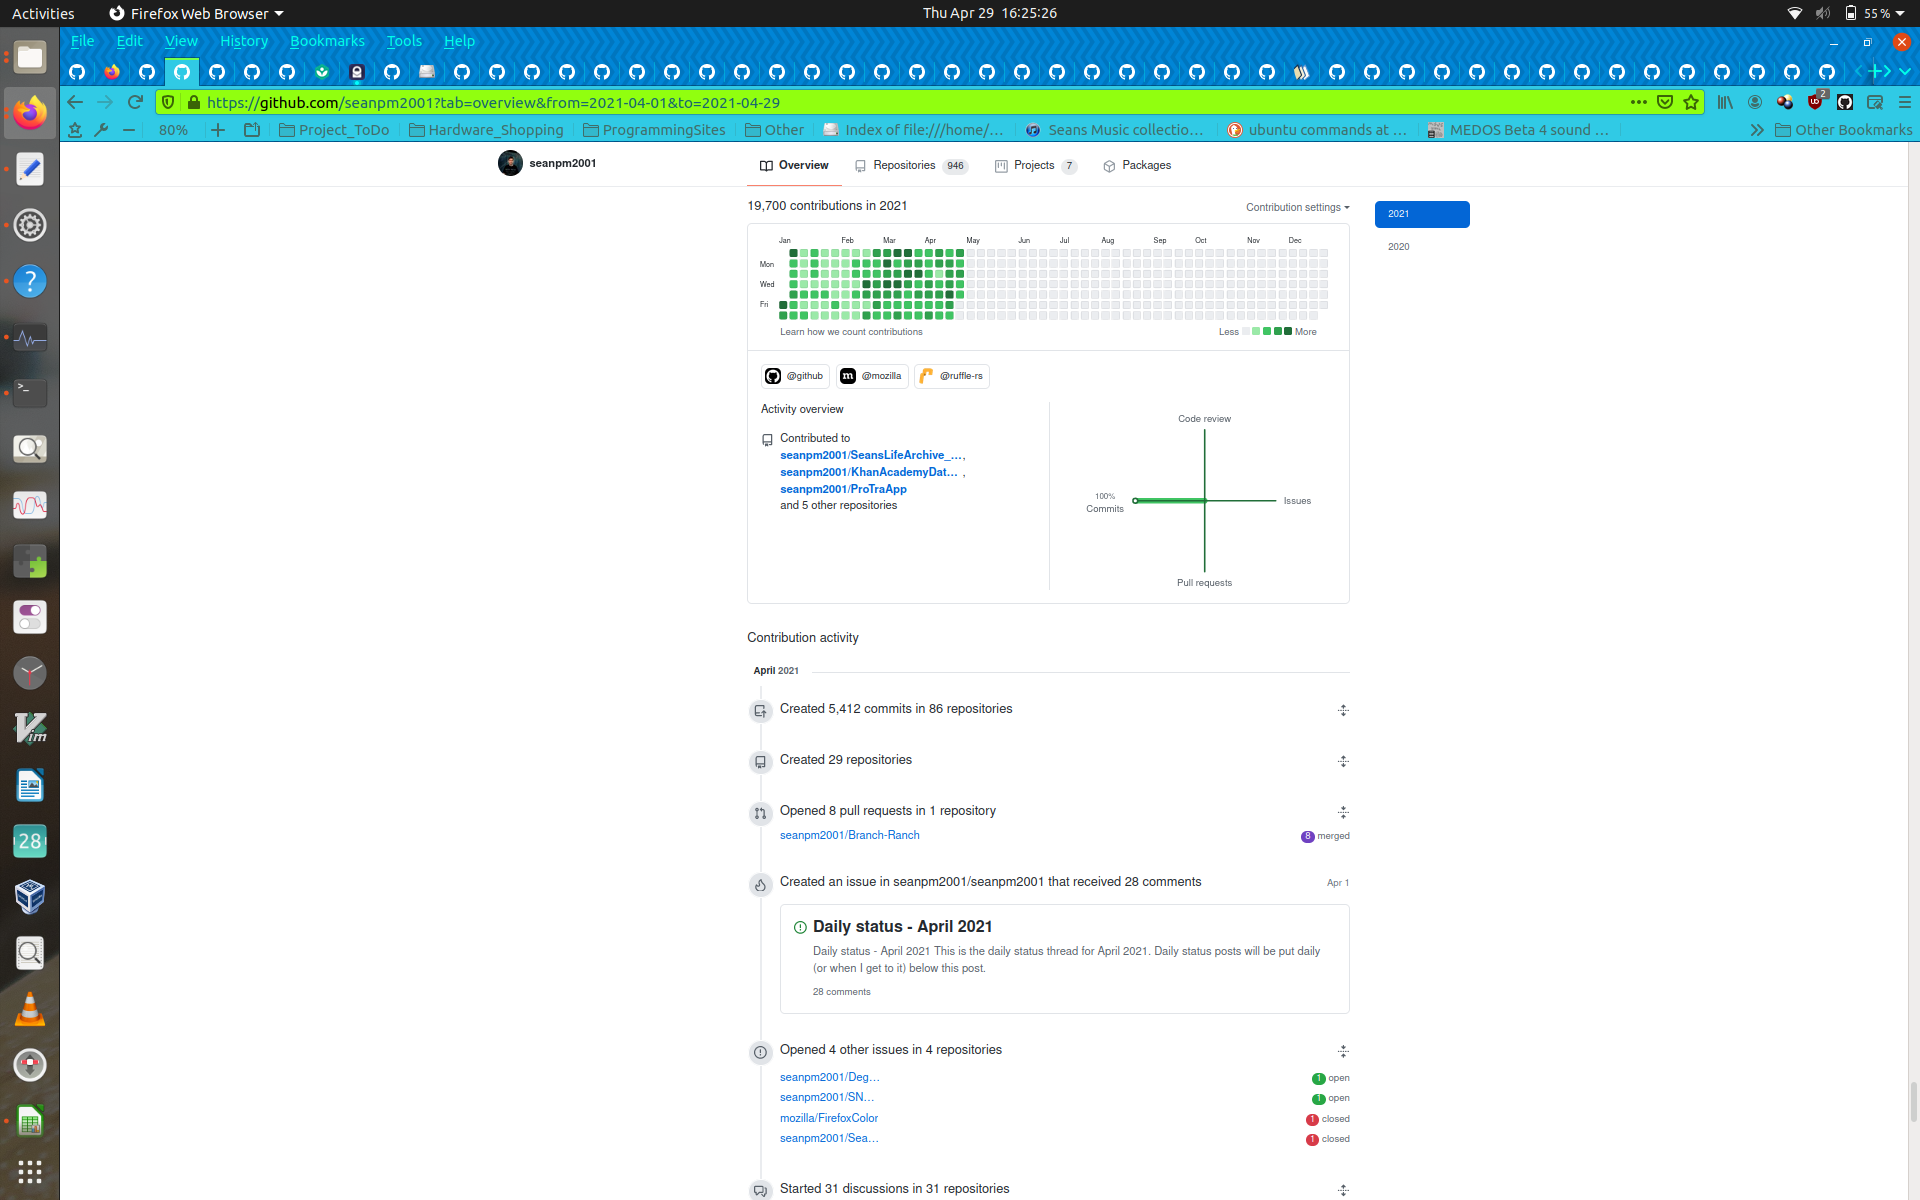 Activities
Firefox Web Browser
Thu Apr 29 16:25:26
55 %
File Edit View History Bookmarks Tools Help
https://github.com/seanpm2001?tab=overview&from=2021-04-01&to=2021-04-29
2
80%
Project_ToDo
Hardware_Shopping
ProgrammingSites
Other
Index of file:///home/…
Seans Music collectio…
ubuntu commands at …
MEDOS Beta 4 sound …
Other Bookmarks
seanpm2001
Overview
Repositories 946
Projects 7
Packages
19,700 contributions in 2021
Contribution settings
2021
2020
Jan Feb Mar Apr May Jun Jul Aug Sep Oct Nov Dec
Mon
Wed
Fri
Learn how we count contributions
Less
More
@github
@mozilla
@ruffle-rs
Activity overview
Contributed to
seanpm2001/SeansLifeArchive_…,
seanpm2001/KhanAcademyDat… ,
seanpm2001/ProTraApp
and 5 other repositories
Code review
100%
Commits
Issues
Pull requests
Contribution activity
April 2021
Created 5,412 commits in 86 repositories
Created 29 repositories
Opened 8 pull requests in 1 repository
seanpm2001/Branch-Ranch
8 merged
Created an issue in seanpm2001/seanpm2001 that received 28 comments
Apr 1
Daily status - April 2021
Daily status - April 2021 This is the daily status thread for April 2021. Daily status posts will be put daily
(or when I get to it) below this post.
28 comments
Opened 4 other issues in 4 repositories
seanpm2001/Deg…
1 open
seanpm2001/SN…
1 open
mozilla/FirefoxColor
1 closed
seanpm2001/Sea…
1 closed
Started 31 discussions in 31 repositories
28
Vim